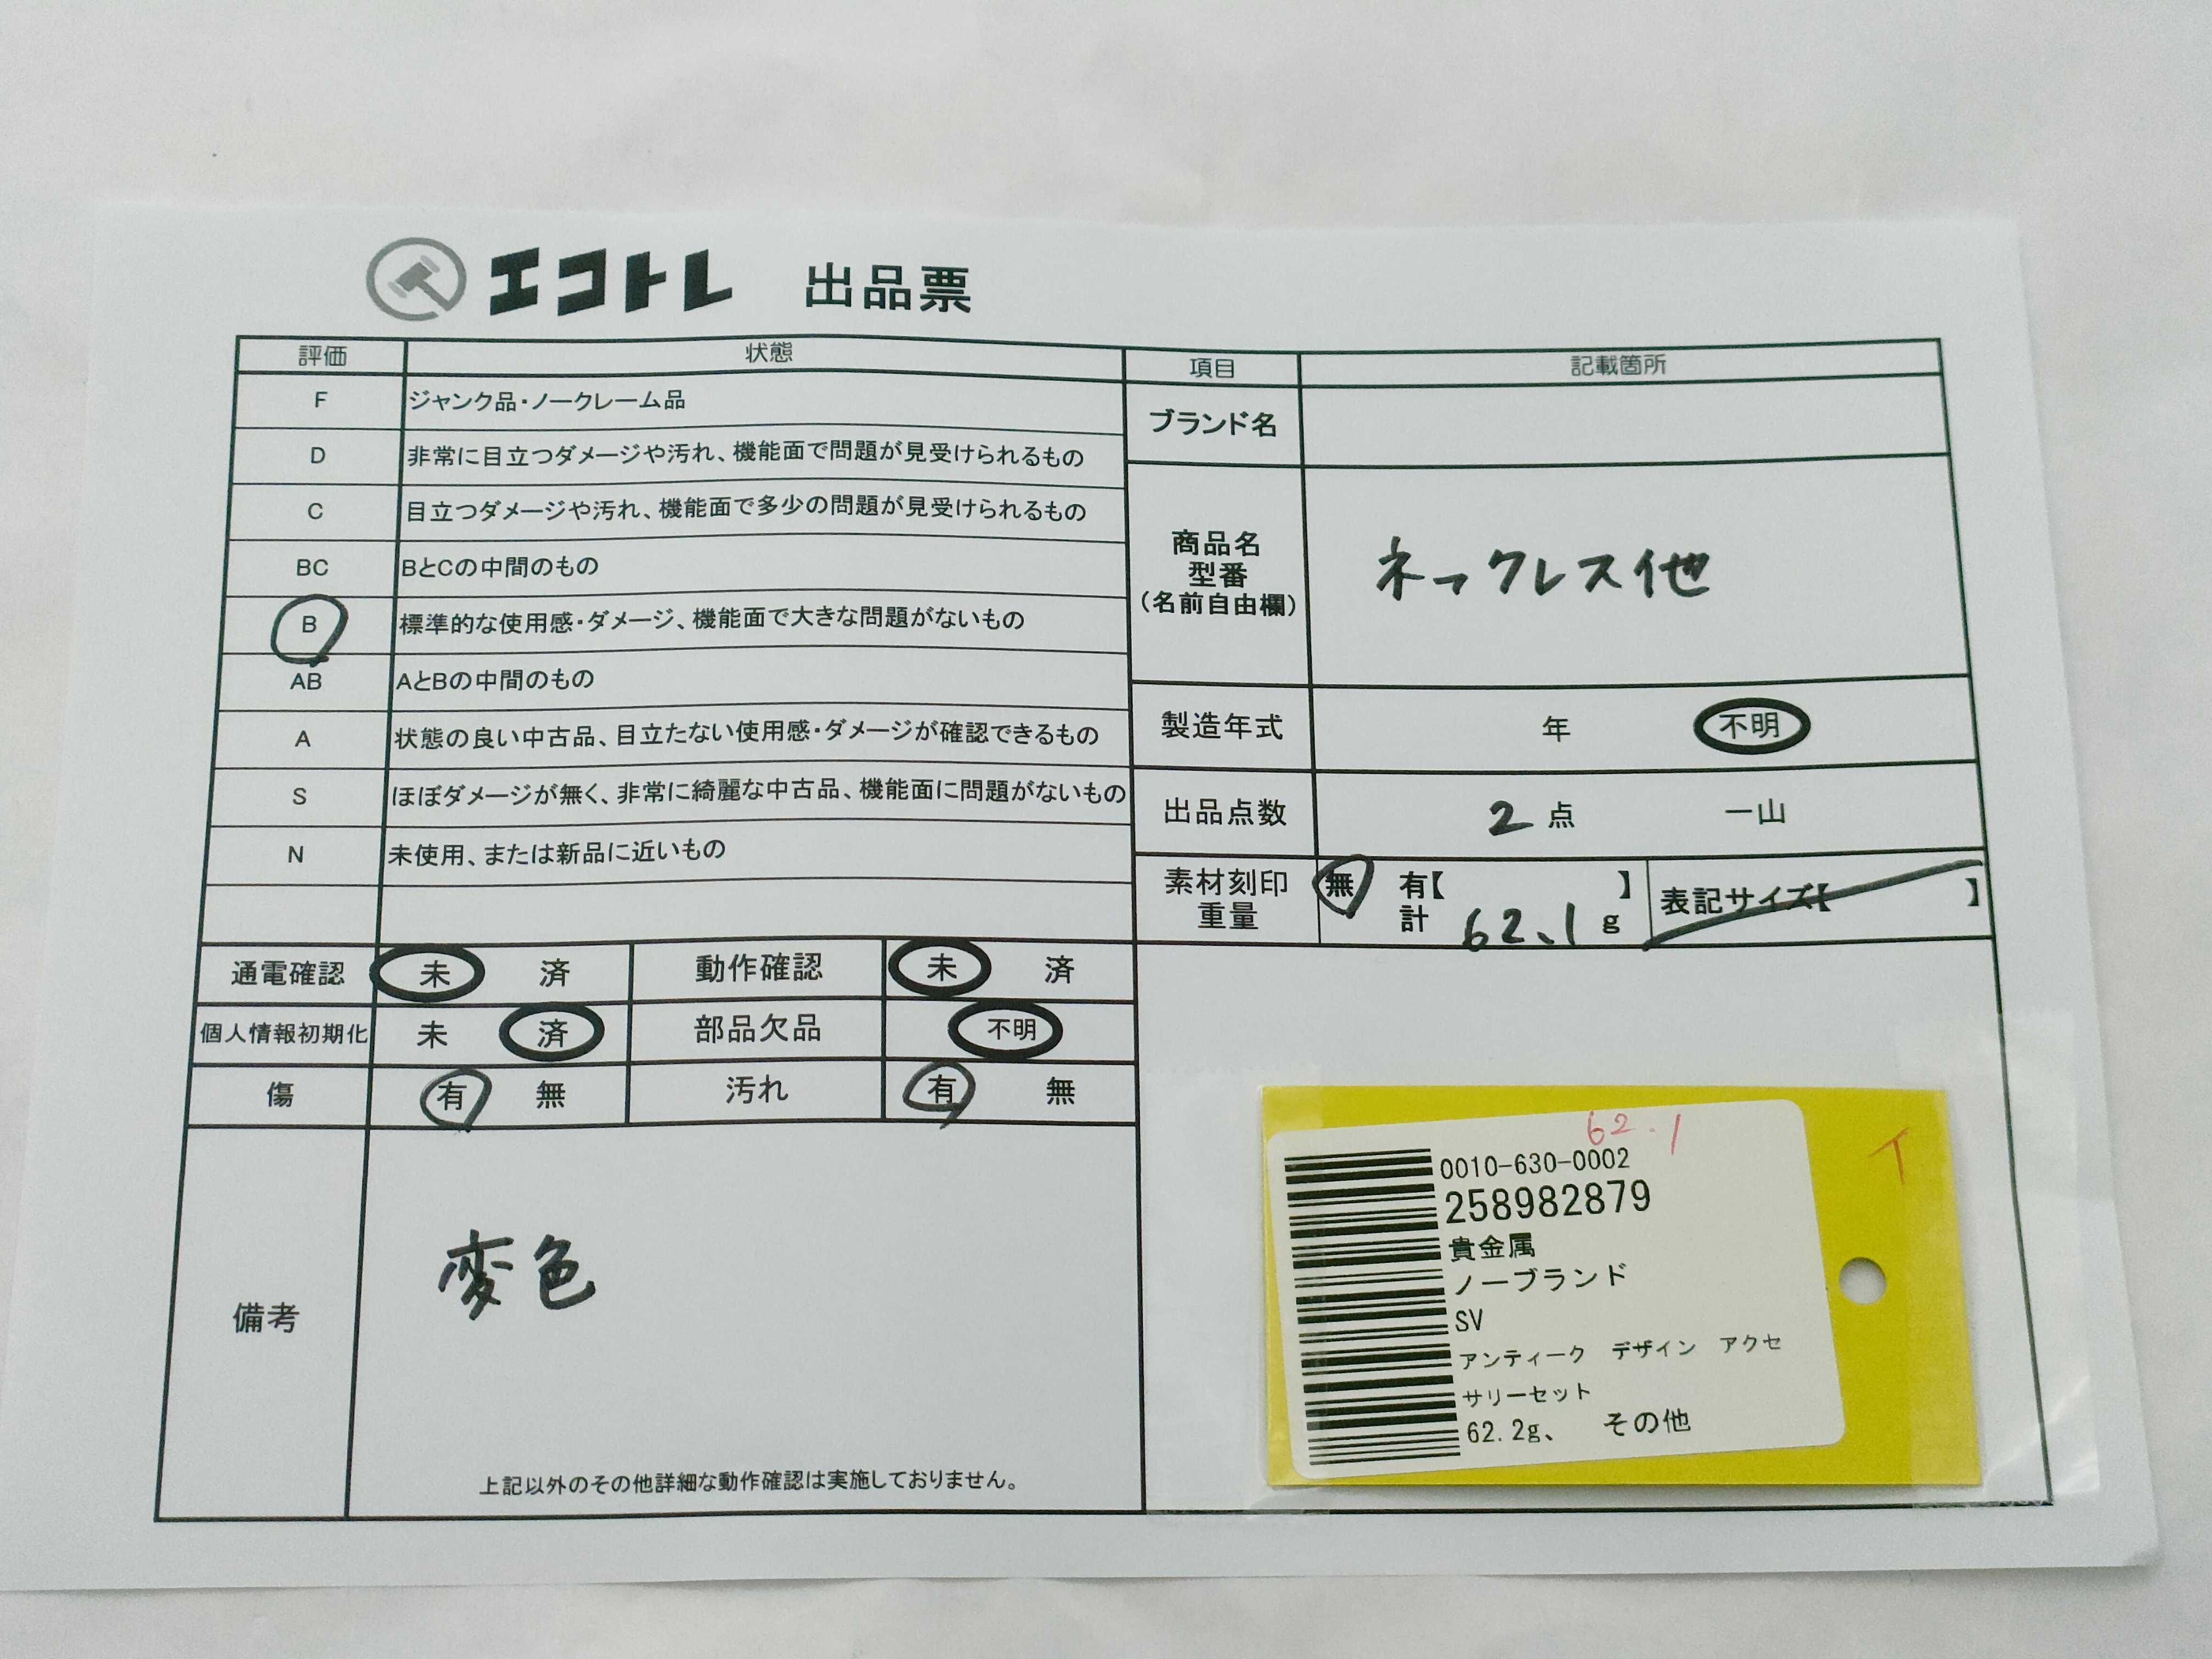 エコトレ 出品票
評価 状態
F ジャンク品・ノークレーム品
D 非常に目立つダメージや汚れ、機能面で問題が見受けられるもの
C 目立つダメージや汚れ、機能面で多少の問題が見受けられるもの
BC BとCの中間のもの
B 標準的な使用感・ダメージ、機能面で大きな問題がないもの
AB AとBの中間のもの
A 状態の良い中古品、目立たない使用感・ダメージが確認できるもの
S ほぼダメージが無く、非常に綺麗な中古品、機能面に問題がないもの
N 未使用、または新品に近いもの
通電確認 未 済 動作確認 未 済
個人情報初期化 未 済 部品欠品 不明
傷 有 無 汚れ 有 無
備考
変色
上記以外のその他詳細な動作確認は実施しておりません。
項目 記載箇所
ブランド名
商品名
型番
(名前自由欄)
ネックレス他
製造年式 年 不明
出品点数 2 点 一山
素材刻印
重量
無 有【 】
計 62.1 g
表記サイズ【 】
62.1
0010-630-0002
258982879
貴金属
ノーブランド
SV
アンティーク デザイン アクセ
サリーセット
62.2g、 その他
イ